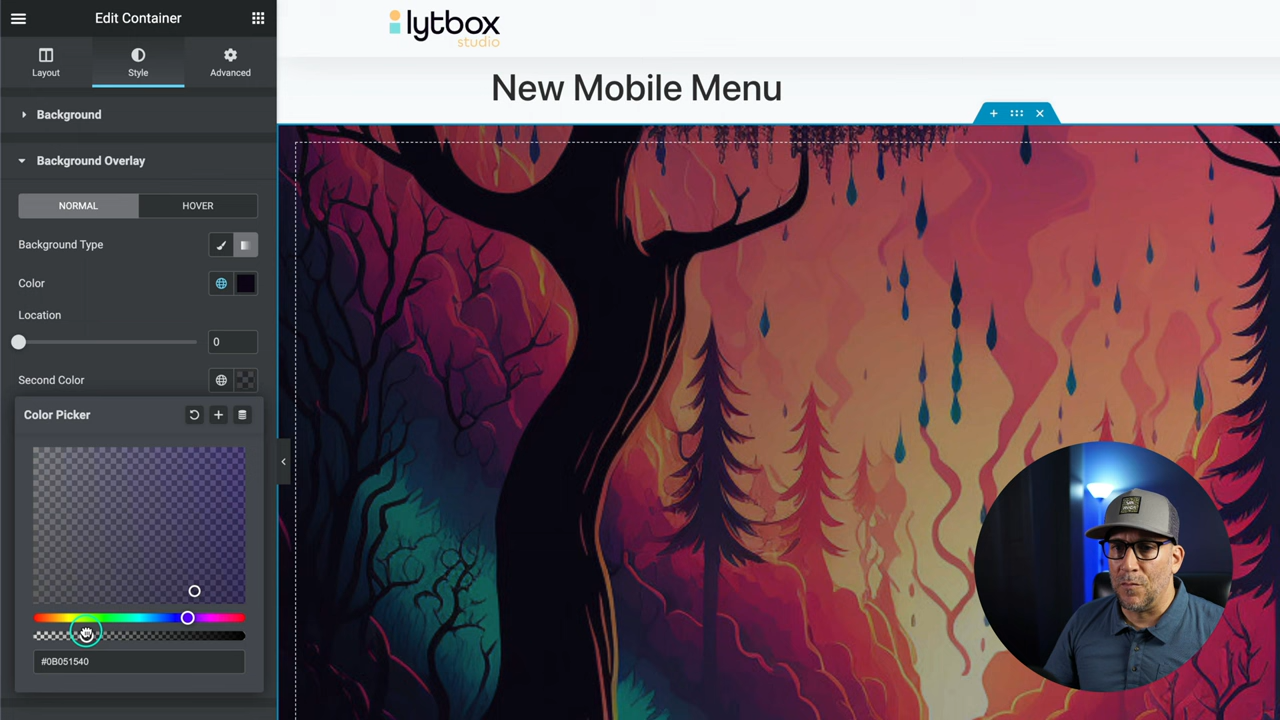 Edit Container
lytbox
studio
Layout
Style
Advanced
New Mobile Menu
Background
Background Overlay
NORMAL
HOVER
Background Type
Color
Location
0
Second Color
Color Picker
#0B051540